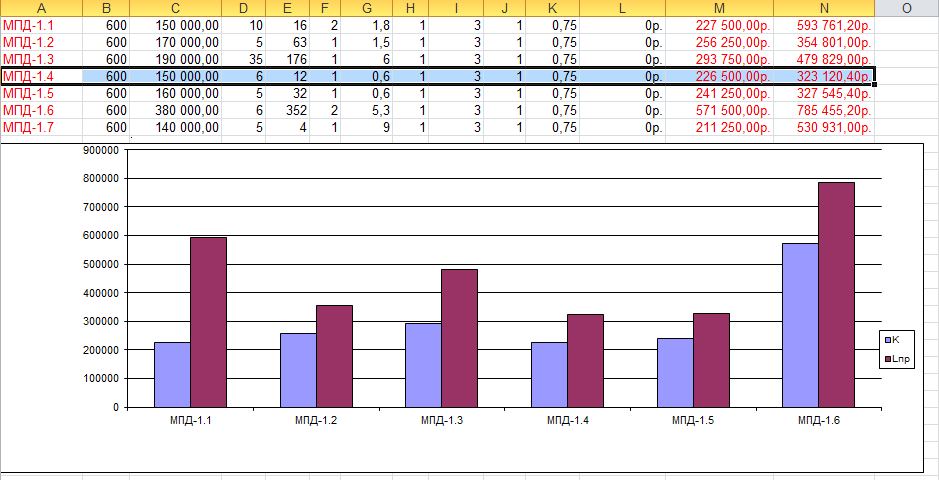 A B C D E F G H I J K L M N O
МПД-1.1 600 150 000,00 10 16 2 1,8 1 3 1 0,75 0р. 227 500,00р. 593 761,20р.
МПД-1.2 600 170 000,00 5 63 1 1,5 1 3 1 0,75 0р. 256 250,00р. 354 801,00р.
МПД-1.3 600 190 000,00 35 176 1 6 1 3 1 0,75 0р. 293 750,00р. 479 829,00р.
МПД-1.4 600 150 000,00 6 12 1 0,6 1 3 1 0,75 0р. 226 500,00р. 323 120,40р.
МПД-1.5 600 160 000,00 5 32 1 0,6 1 3 1 0,75 0р. 241 250,00р. 327 545,40р.
МПД-1.6 600 380 000,00 6 352 2 5,3 1 3 1 0,75 0р. 571 500,00р. 785 455,20р.
МПД-1.7 600 140 000,00 5 4 1 9 1 3 1 0,75 0р. 211 250,00р. 530 931,00р.
900000
800000
700000
600000
500000
400000
300000
200000
100000
0
МПД-1.1 МПД-1.2 МПД-1.3 МПД-1.4 МПД-1.5 МПД-1.6
К
Lпр